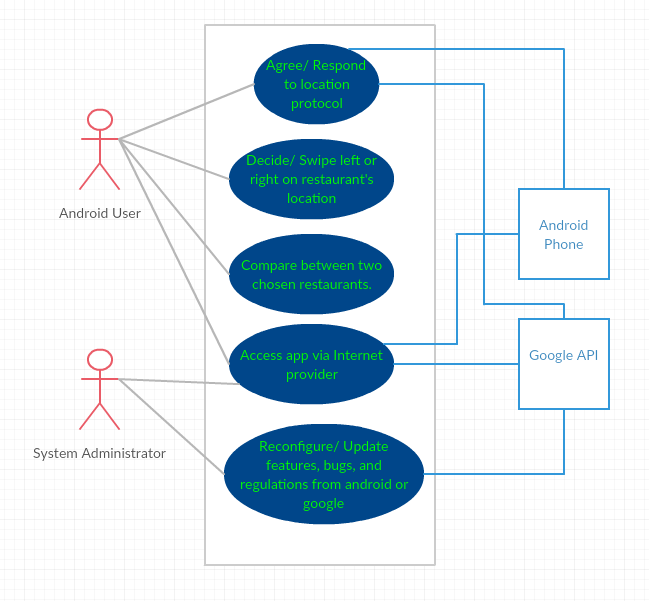 Agree/ Respond
to location
protocol
Decide/ Swipe left or
right on restaurant's
location
Android User
Android
Phone
Compare between two
chosen restaurants.
Access app via Internet
provider
Google API
System Administrator
Reconfigure/ Update
features, bugs, and
regulations from android or
google